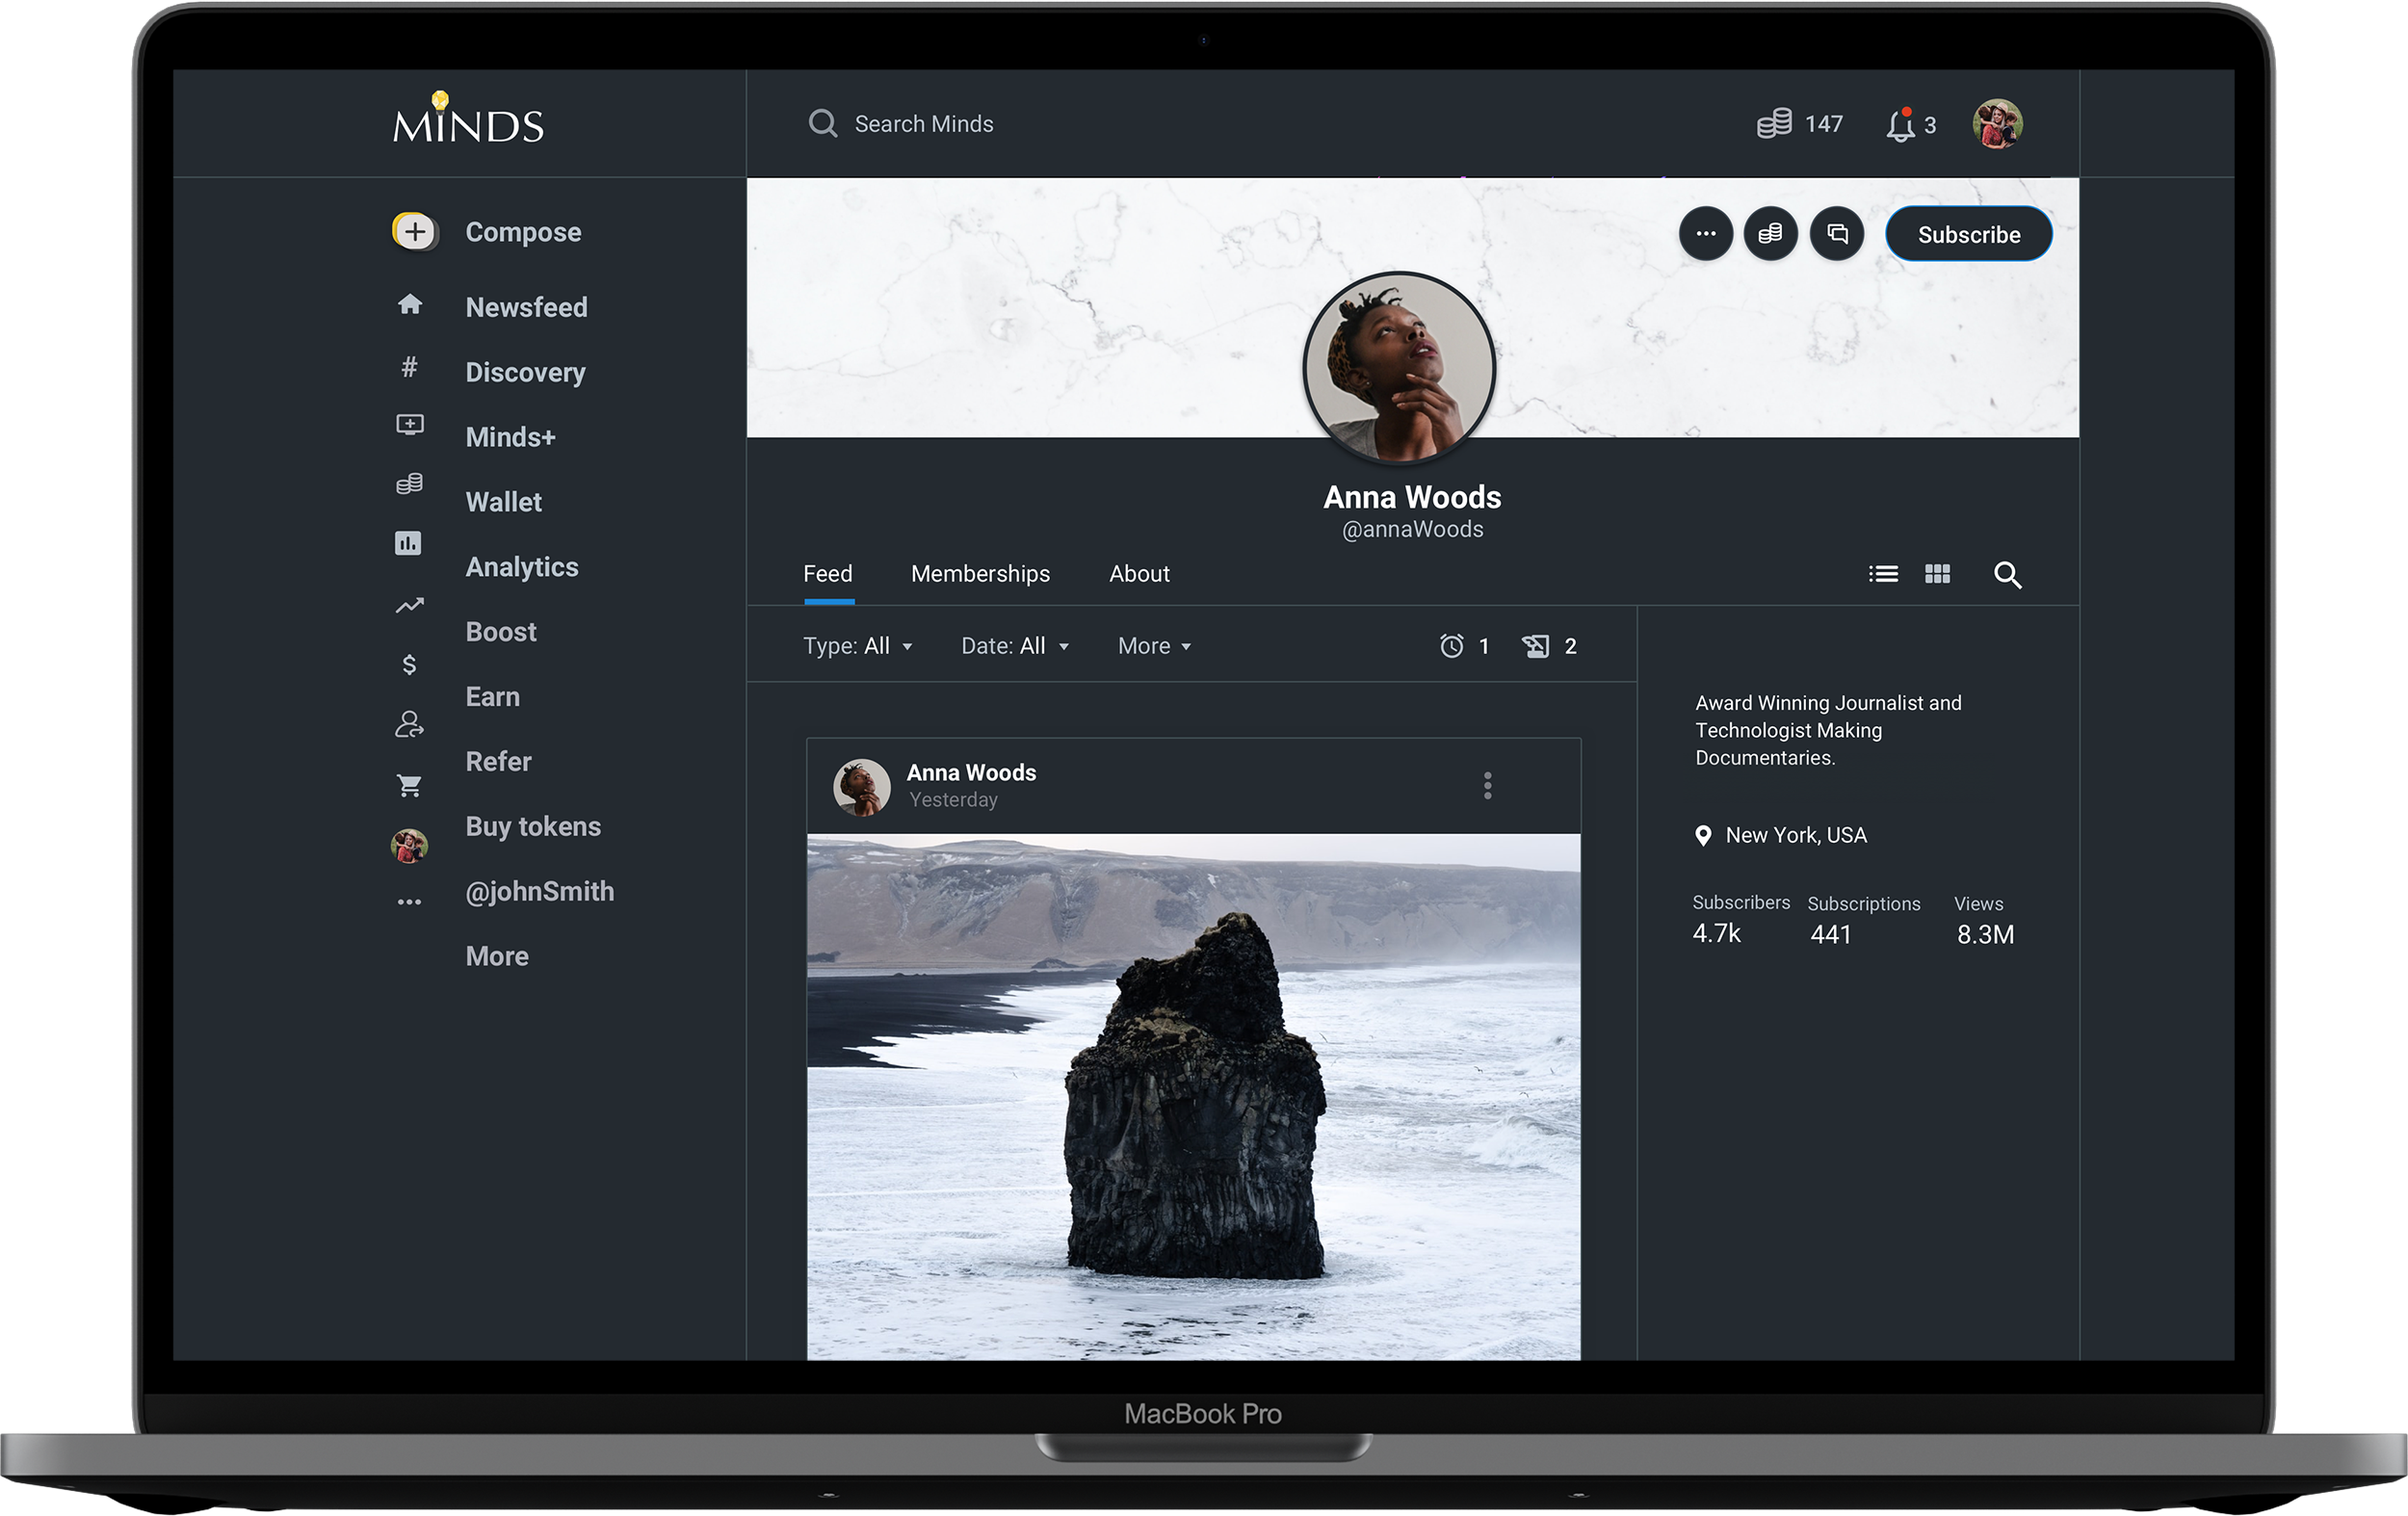 MINDS
Search Minds
147
3
Compose
Newsfeed
Discovery
Minds+
Wallet
Analytics
Boost
Earn
Refer
Buy tokens
@johnSmith
More
Subscribe
Anna Woods
@annaWoods
Feed Memberships About
Type: All Date: All More 1 2
Anna Woods
Yesterday
Award Winning Journalist and
Technologist Making
Documentaries.
New York, USA
Subscribers Subscriptions Views
4.7k 441 8.3M
MacBook Pro